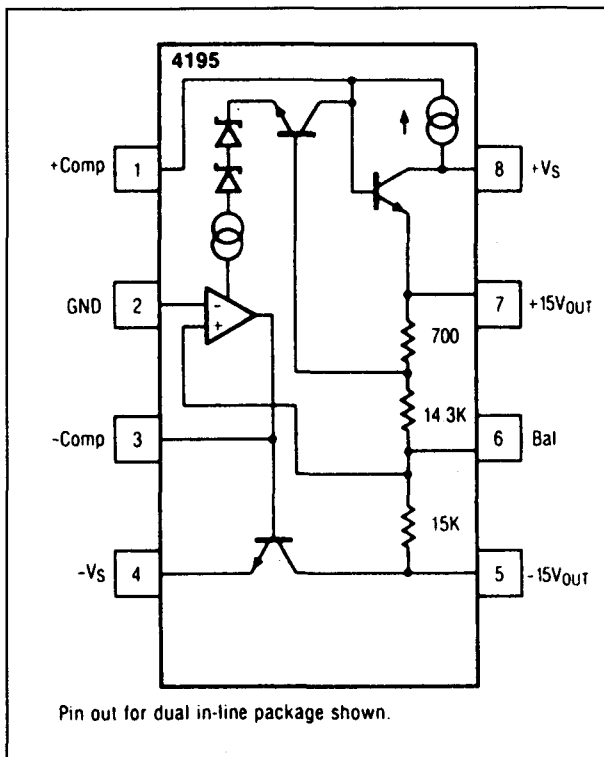 4195
+Comp 1
8 +VS
GND 2
-
+
7 +15VOUT
700
14.3K
-Comp 3
6 Bal
15K
-VS 4
5 -15VOUT
Pin out for dual in-line package shown.